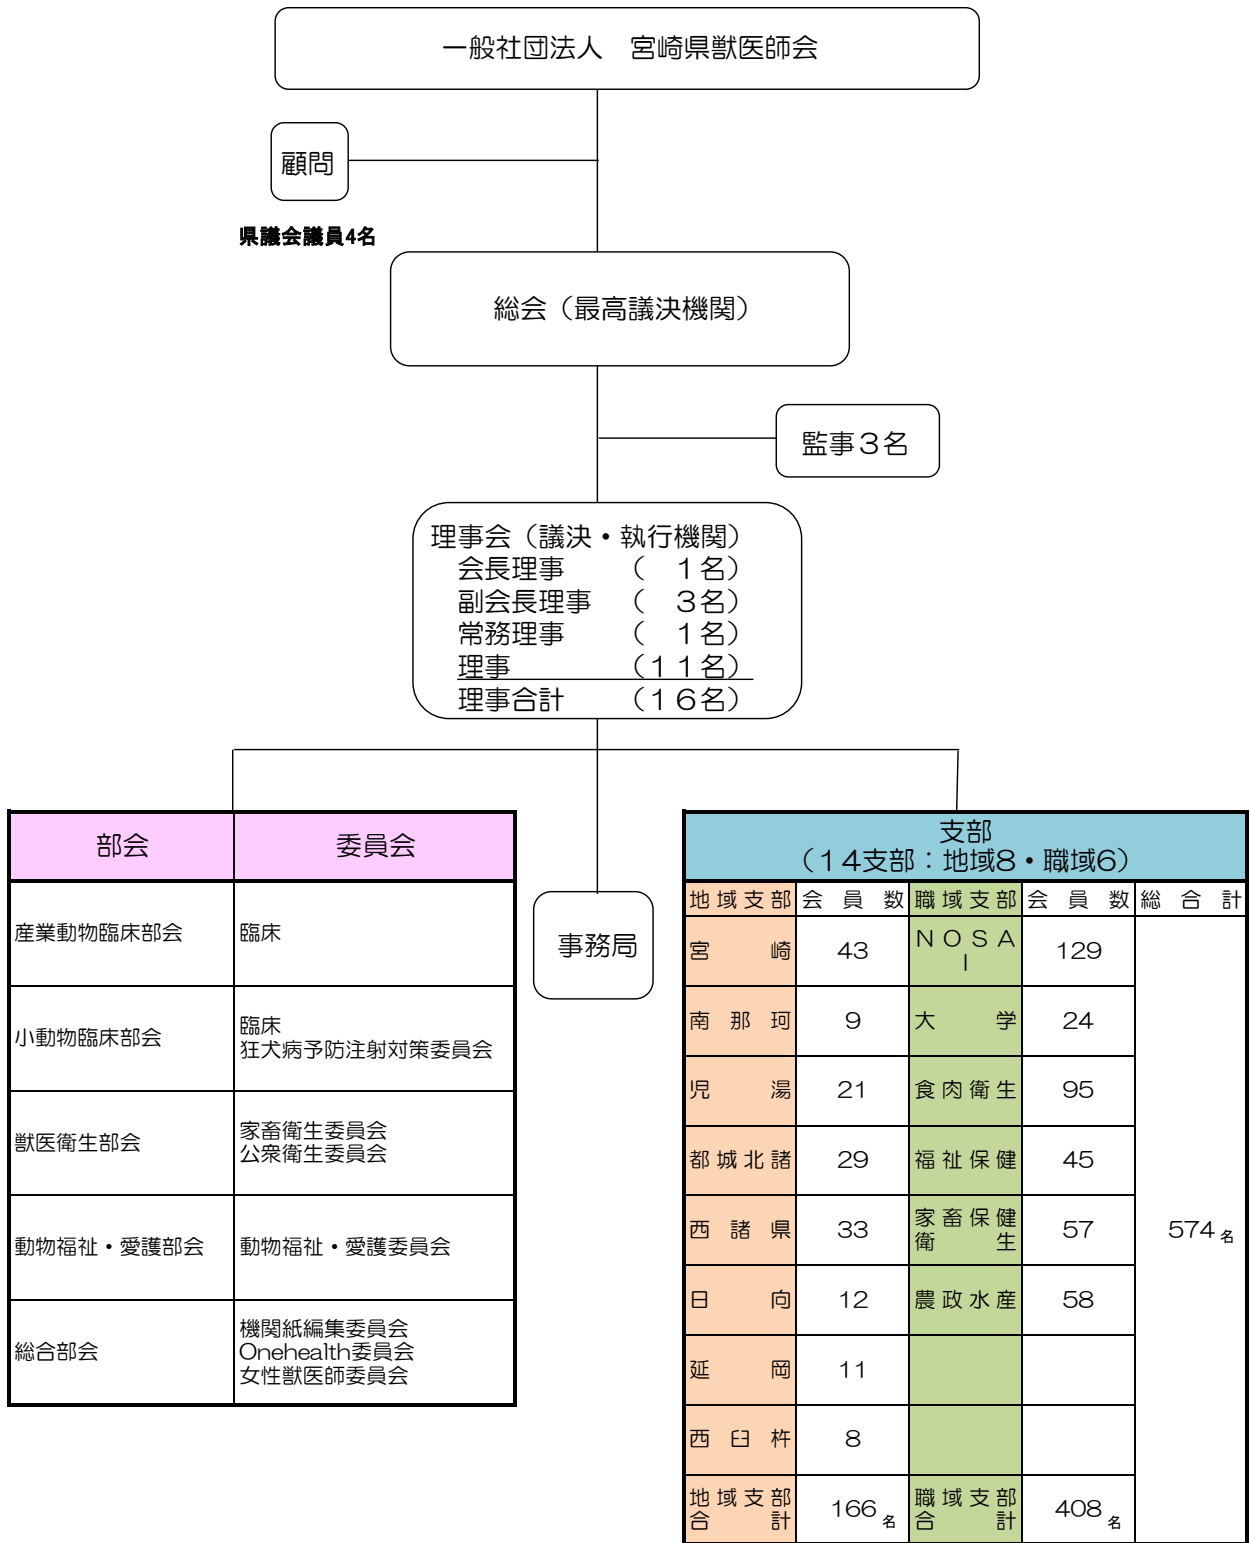 一般社団法人　宮崎県獣医師会
顧問
県議会議員4名
総会（最高議決機関）
監事３名
理事会（議決・執行機関）
会長理事　（　１名）
副会長理事　（　３名）
常務理事　（　１名）
理事　（１１名）
理事合計　（１６名）
部会　委員会
産業動物臨床部会　臨床
小動物臨床部会　臨床
狂犬病予防注射対策委員会
獣医衛生部会　家畜衛生委員会
公衆衛生委員会
動物福祉・愛護部会　動物福祉・愛護委員会
総合部会　機関紙編集委員会
Onehealth委員会
女性獣医師委員会
事務局
支部
（１４支部：地域８・職域６）
地域支部　会員数　職域支部　会員数　総合計
宮崎　43　ＮＯＳＡＩ　129
南那珂　9　大学　24
児湯　21　食肉衛生　95
都城北諸　29　福祉保健　45
西諸県　33　家畜保健衛生　57　574名
日向　12　農政水産　58
延岡　11
西臼杵　8
地域支部合計　166名　職域支部合計　408名